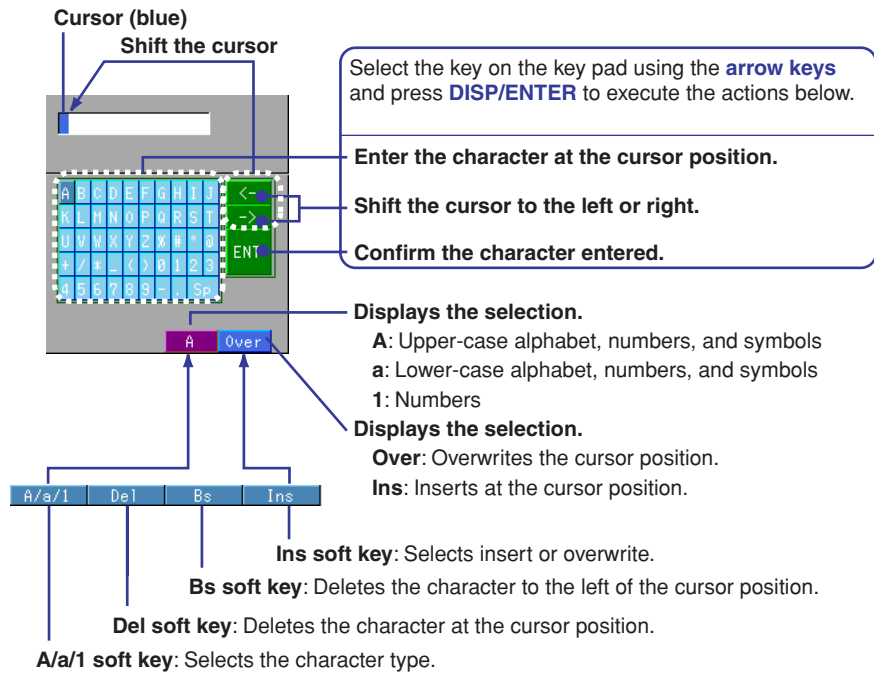 Cursor (blue)
Shift the cursor
Select the key on the key pad using the arrow keys
and press DISP/ENTER to execute the actions below.
Enter the character at the cursor position.
Shift the cursor to the left or right.
Confirm the character entered.
A B C D E F G H I J
K L M N O P Q R S T
U V W X Y Z % # ° @
+ / * _ ( ) 0 1 2 3
4 5 6 7 8 9 - . Sp
<-
->
ENT
A Over
Displays the selection.
A: Upper-case alphabet, numbers, and symbols
a: Lower-case alphabet, numbers, and symbols
1: Numbers
Displays the selection.
Over: Overwrites the cursor position.
Ins: Inserts at the cursor position.
A/a/1 Del Bs Ins
Ins soft key: Selects insert or overwrite.
Bs soft key: Deletes the character to the left of the cursor position.
Del soft key: Deletes the character at the cursor position.
A/a/1 soft key: Selects the character type.